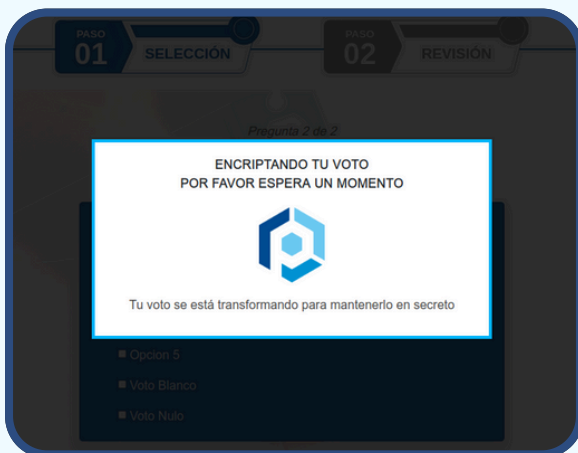 PASO
01
SELECCIÓN
PASO
02
REVISIÓN
Pregunta 2 de 2
ENCRIPTANDO TU VOTO
POR FAVOR ESPERA UN MOMENTO
Tu voto se está transformando para mantenerlo en secreto
Opcion 5
Voto Blanco
Voto Nulo